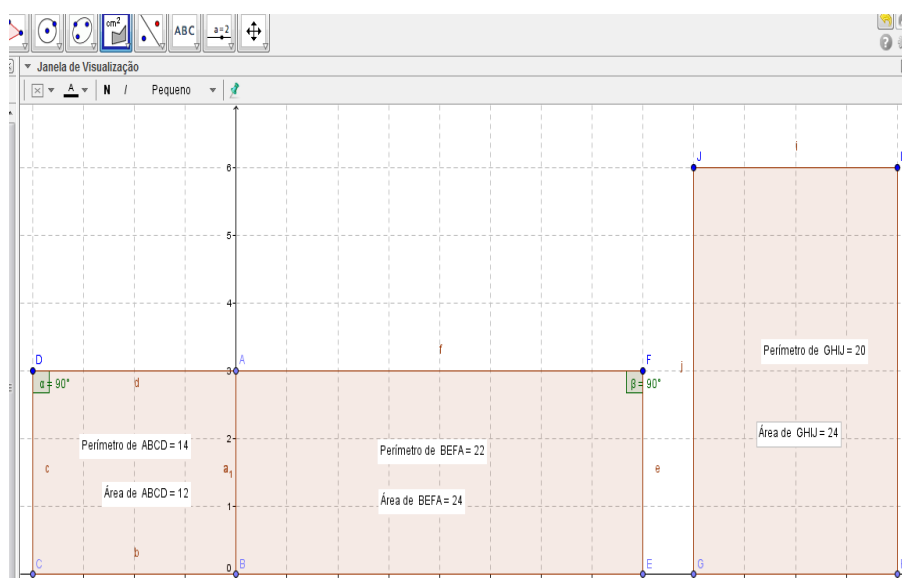 cm²
ABC
a=2
Janela de Visualização
A
N
I
Pequeno
J
i
6
5
4
D
3
A
f
F
j
Perímetro de GHIJ = 20
α = 90°
d
β = 90°
Área de GHIJ = 24
Perímetro de ABCD = 14
2
Perímetro de BEFA = 22
c
a₁
e
Área de ABCD = 12
1
Área de BEFA = 24
b
C
0
B
E
G